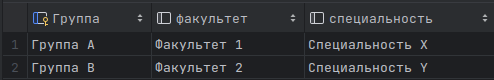 Группа факультет специальность
1 Группа A Факультет 1 Специальность X
2 Группа B Факультет 2 Специальность Y